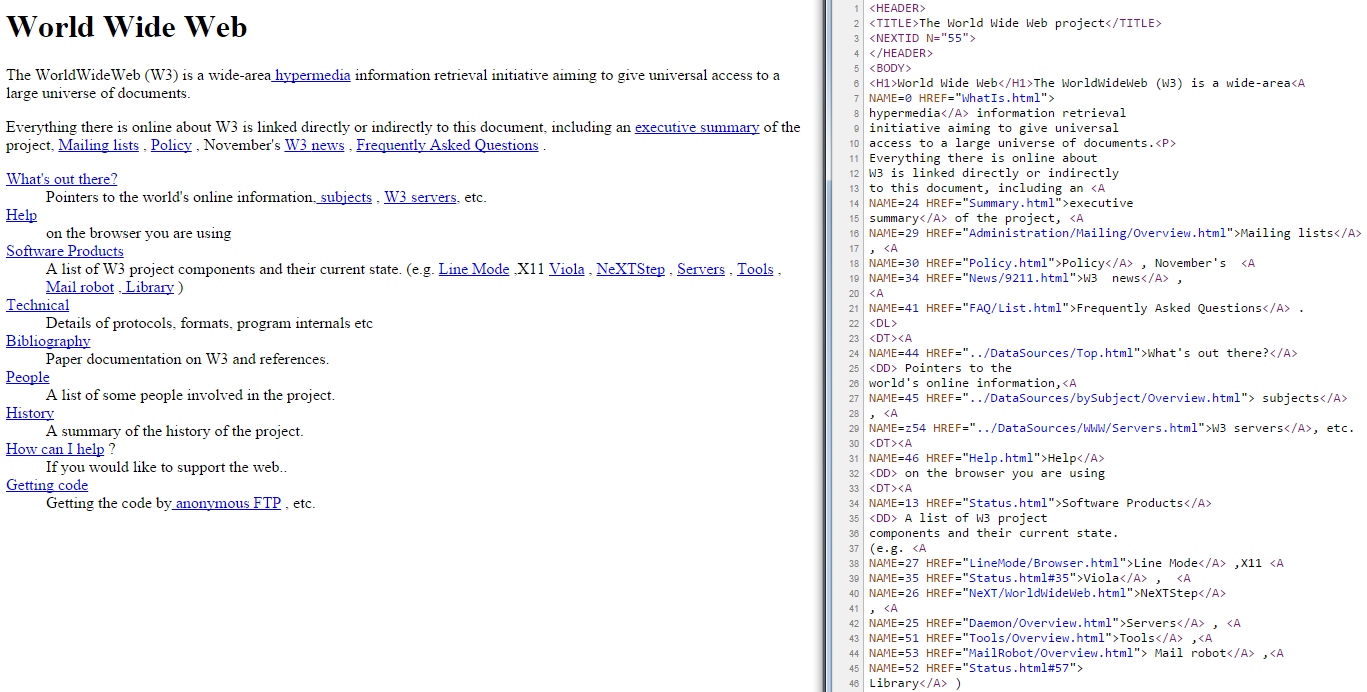 World Wide Web
The WorldWideWeb (W3) is a wide-area hypermedia information retrieval initiative aiming to give universal access to a
large universe of documents.
Everything there is online about W3 is linked directly or indirectly to this document, including an executive summary of the
project, Mailing lists , Policy , November's W3 news , Frequently Asked Questions .
What's out there?
Pointers to the world's online information, subjects , W3 servers, etc.
Help
on the browser you are using
Software Products
A list of W3 project components and their current state. (e.g. Line Mode ,X11 Viola , NeXTStep , Servers , Tools ,
Mail robot , Library )
Technical
Details of protocols, formats, program internals etc
Bibliography
Paper documentation on W3 and references.
People
A list of some people involved in the project.
History
A summary of the history of the project.
How can I help ?
If you would like to support the web..
Getting code
Getting the code by anonymous FTP , etc.
1 <HEADER>
2 <TITLE>The World Wide Web project</TITLE>
3 <NEXTID N="55">
4 </HEADER>
5 <BODY>
6 <H1>World Wide Web</H1>The WorldWideWeb (W3) is a wide-area<A
7 NAME=0 HREF="WhatIs.html">
8 hypermedia</A> information retrieval
9 initiative aiming to give universal
10 access to a large universe of documents.<P>
11 Everything there is online about
12 W3 is linked directly or indirectly
13 to this document, including an <A
14 NAME=24 HREF="Summary.html">executive
15 summary</A> of the project, <A
16 NAME=29 HREF="Administration/Mailing/Overview.html">Mailing lists</A>
17 , <A
18 NAME=30 HREF="Policy.html">Policy</A> , November's  <A
19 NAME=34 HREF="News/9211.html">W3  news</A> ,
20 <A
21 NAME=41 HREF="FAQ/List.html">Frequently Asked Questions</A> .
22 <DL>
23 <DT><A
24 NAME=44 HREF="../DataSources/Top.html">What's out there?</A>
25 <DD> Pointers to the
26 world's online information,<A
27 NAME=45 HREF="../DataSources/bySubject/Overview.html"> subjects</A>
28 , <A
29 NAME=z54 HREF="../DataSources/WWW/Servers.html">W3 servers</A>, etc.
30 <DT><A
31 NAME=46 HREF="Help.html">Help</A>
32 <DD> on the browser you are using
33 <DT><A
34 NAME=13 HREF="Status.html">Software Products</A>
35 <DD> A list of W3 project
36 components and their current state.
37 (e.g. <A
38 NAME=27 HREF="LineMode/Browser.html">Line Mode</A> ,X11 <A
39 NAME=35 HREF="Status.html#35">Viola</A> ,  <A
40 NAME=26 HREF="NeXT/WorldWideWeb.html">NeXTStep</A>
41 , <A
42 NAME=25 HREF="Daemon/Overview.html">Servers</A> , <A
43 NAME=51 HREF="Tools/Overview.html">Tools</A> ,<A
44 NAME=53 HREF="MailRobot/Overview.html"> Mail robot</A> ,<A
45 NAME=52 HREF="Status.html#57">
46 Library</A> )